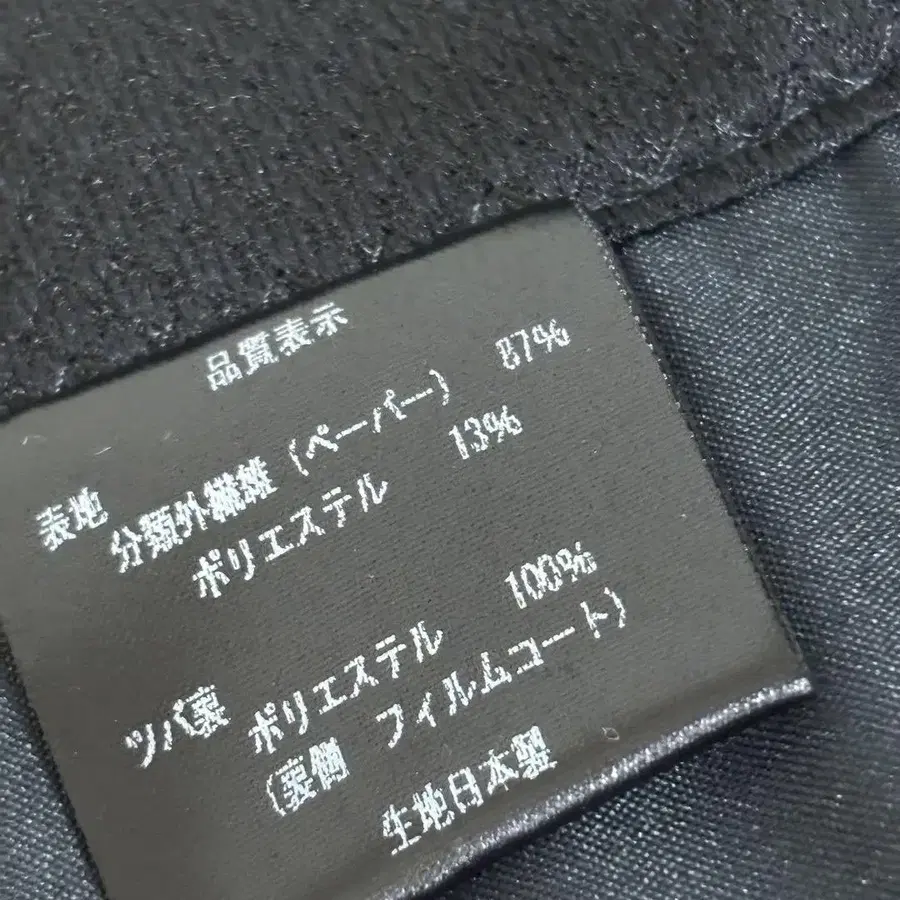 品質表示
表地 分類外繊維 (ペーパー) 87%
ポリエステル 13%
ツバ裏 ポリエステル 100%
(裏側 フィルムコート)
生地日本製